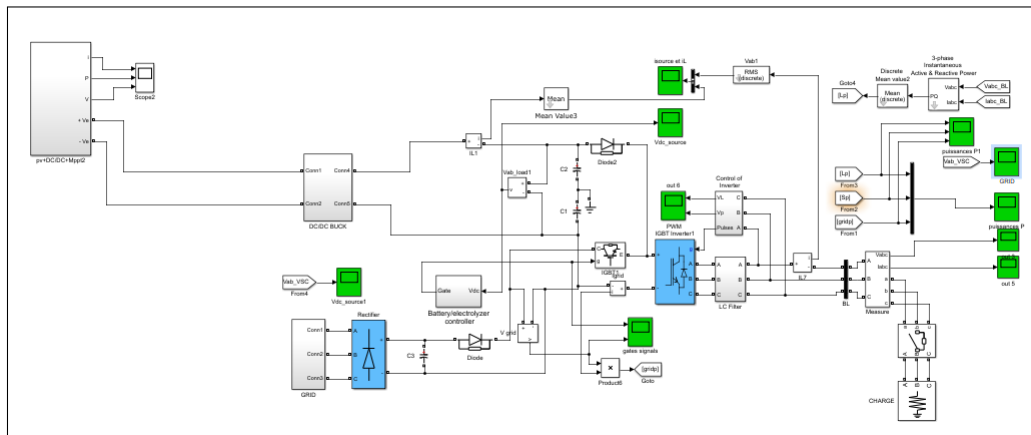 i
P
V
+ Ve
- Ve
Scope2
pv+DC/DC+Mppt2
Conn1
Conn2
Conn4
Conn5
DC/DC BUCK
iL1
Mean
Mean Value3
isource et iL
Vab1
RMS
(discrete)
Vdc_source
Goto4
[Lp]
Discrete
Mean value2
Mean
(discrete)
3-phase
Instantaneous
Active & Reactive Power
PQ
Vabc
Iabc
Vabc_BL
Iabc_BL
puissances P1
Vab_VSC
GRID
[Lp]
From3
[Sp]
From2
[gridp]
From1
puissances P
out 5
Vab_load1
C2
C1
Diode2
out 6
Control of
Inverter
VL
Vp
Pulses
C
B
A
PWM
IGBT Inverter1
IGBT1
Igrid
LC Filter
iL7
BL
Measure
Vabc
Iabc
A
B
C
a
b
c
CHARGE
Vab_VSC
From4
Vdc_source1
Gate
Vdc
Battery/electrolyzer
controller
V grid
gates signels
Product6
[gridp]
Goto
Rectifier
Conn1
Conn2
Conn3
GRID
C3
Diode